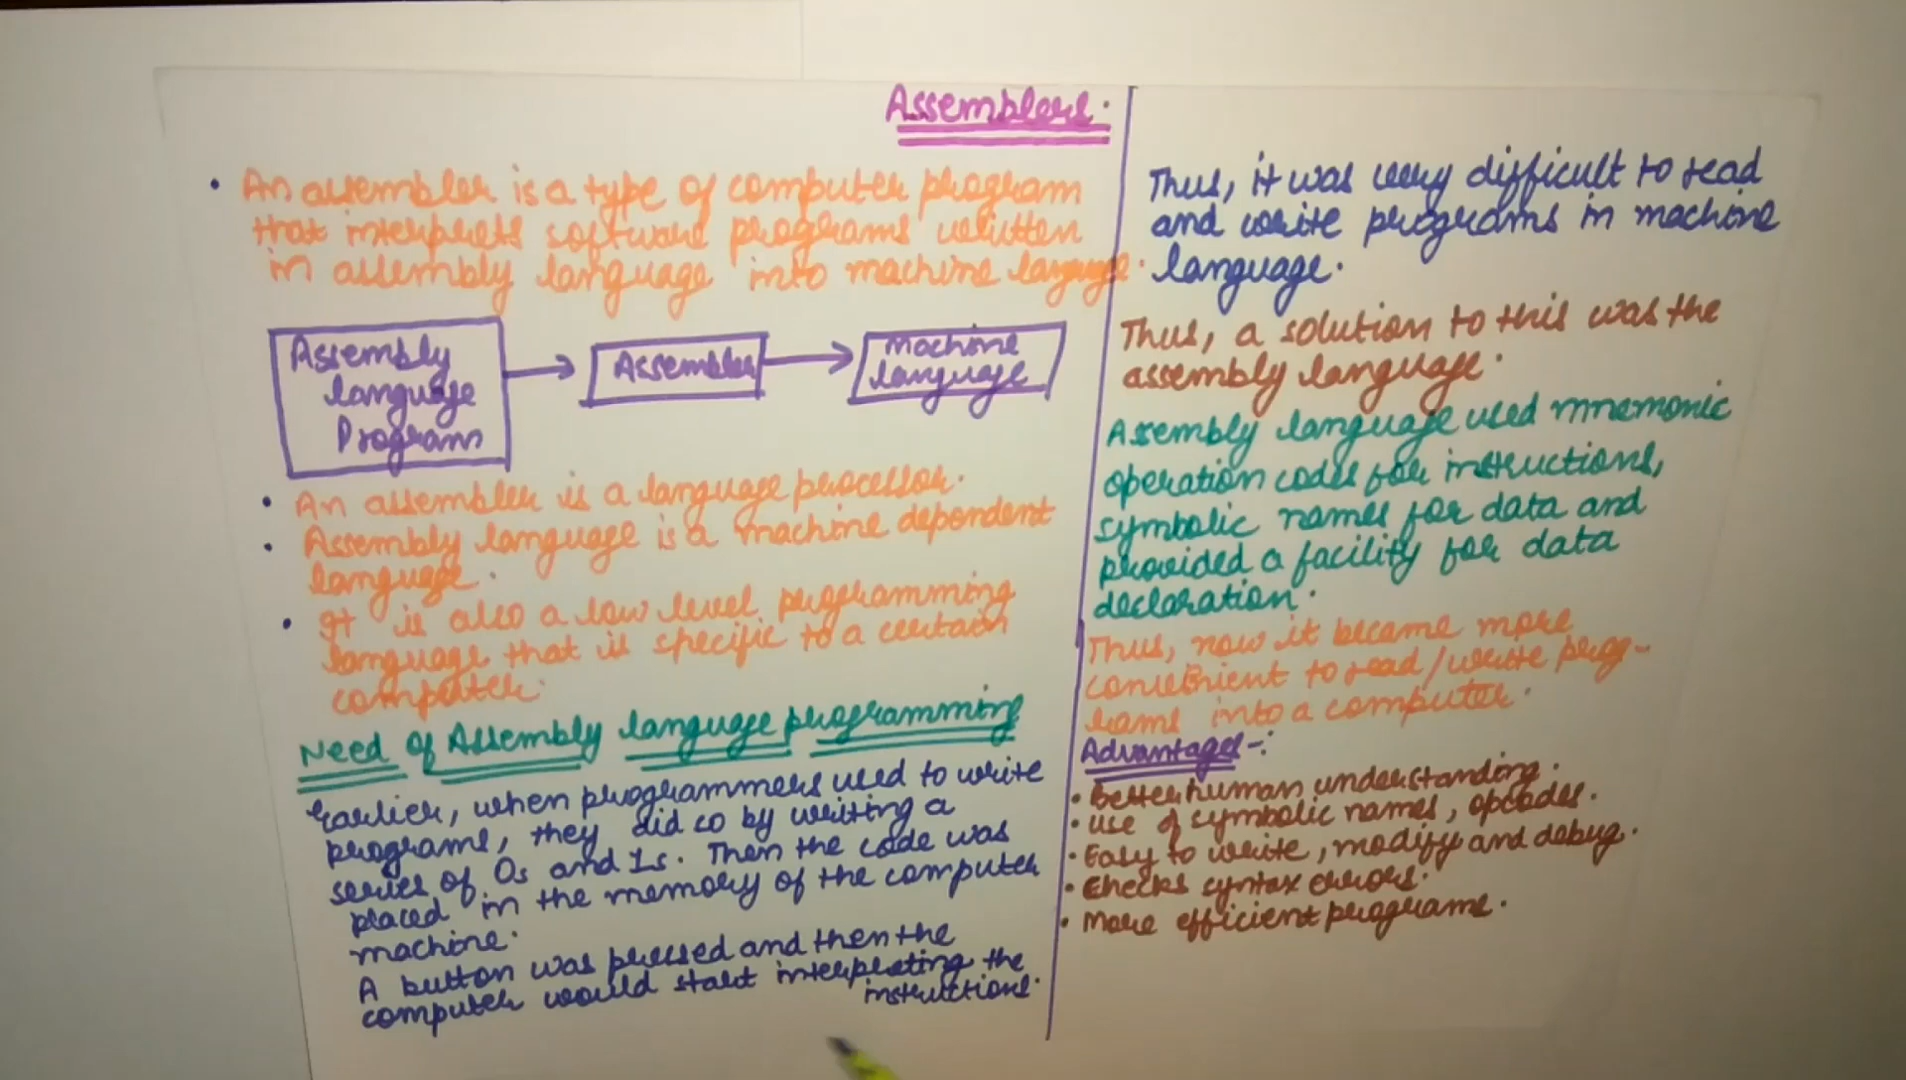 Assemblers.
• An assembler is a type of computer program
that interprets software programs written
in assembly language into machine language.
Assembly
language
Program
Assembler
Machine
language
• An assembler is a language processor.
• Assembly language is a machine dependent
language.
• It is also a low level programming
language that is specific to a certain
computer.
Need of Assembly language programming
Earlier, when programmers used to write
programs, they did so by writing a
series of 0s and 1s. Then the code was
placed in the memory of the computer
machine.
A button was pressed and then the
computer would start interpreting the
instructions.
Thus, it was very difficult to read
and write programs in machine
language.
Thus, a solution to this was the
assembly language.
Assembly language used mnemonic
operation codes for instructions,
symbolic names for data and
provided a facility for data
declaration.
Thus, now it became more
convenient to read/write prog-
rams into a computer.
Advantages-:
• Better human understanding.
• Use of symbolic names, opcodes.
• Easy to write, modify and debug.
• Checks syntax errors.
• More efficient programs.